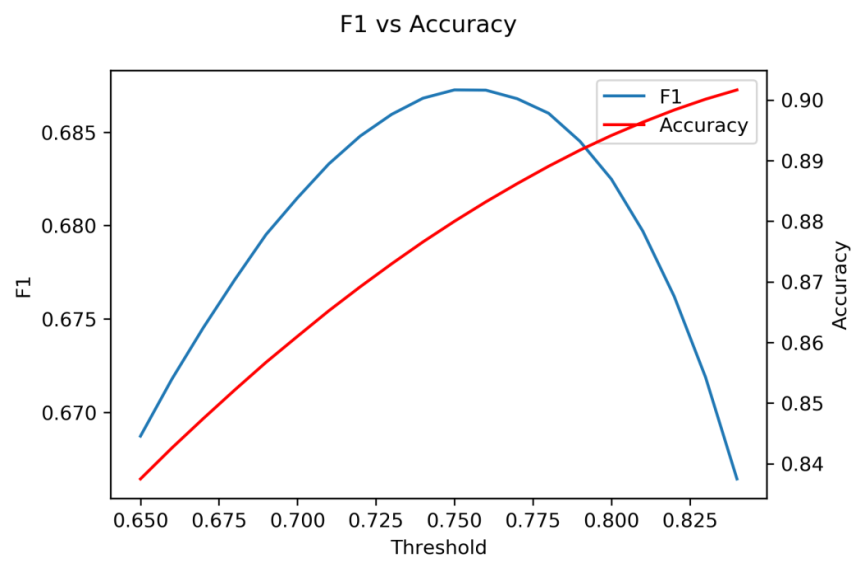 F1 vs Accuracy
F1
Accuracy
0.685
0.680
0.675
0.670
F1
0.90
0.89
0.88
0.87
0.86
0.85
0.84
Accuracy
0.650 0.675 0.700 0.725 0.750 0.775 0.800 0.825
Threshold